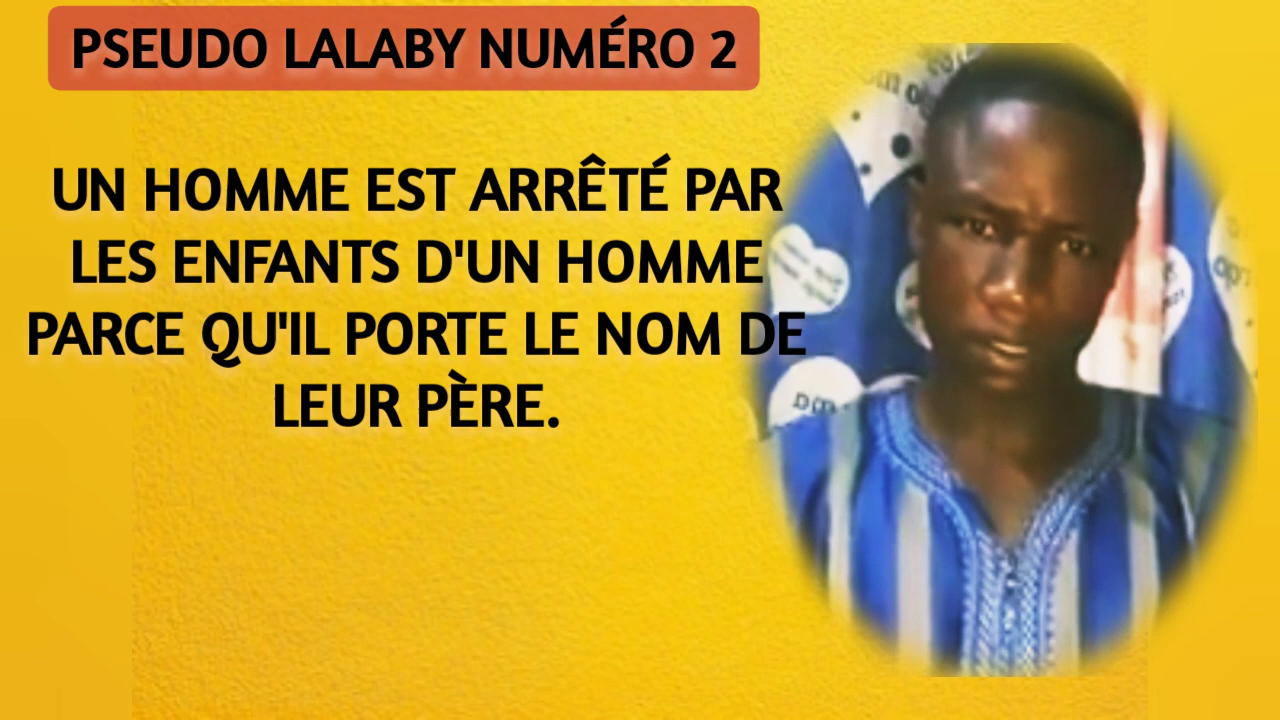 PSEUDO LALABY NUMÉRO 2
UN HOMME EST ARRÊTÉ PAR
LES ENFANTS D'UN HOMME
PARCE QU'IL PORTE LE NOM DE
LEUR PÈRE.